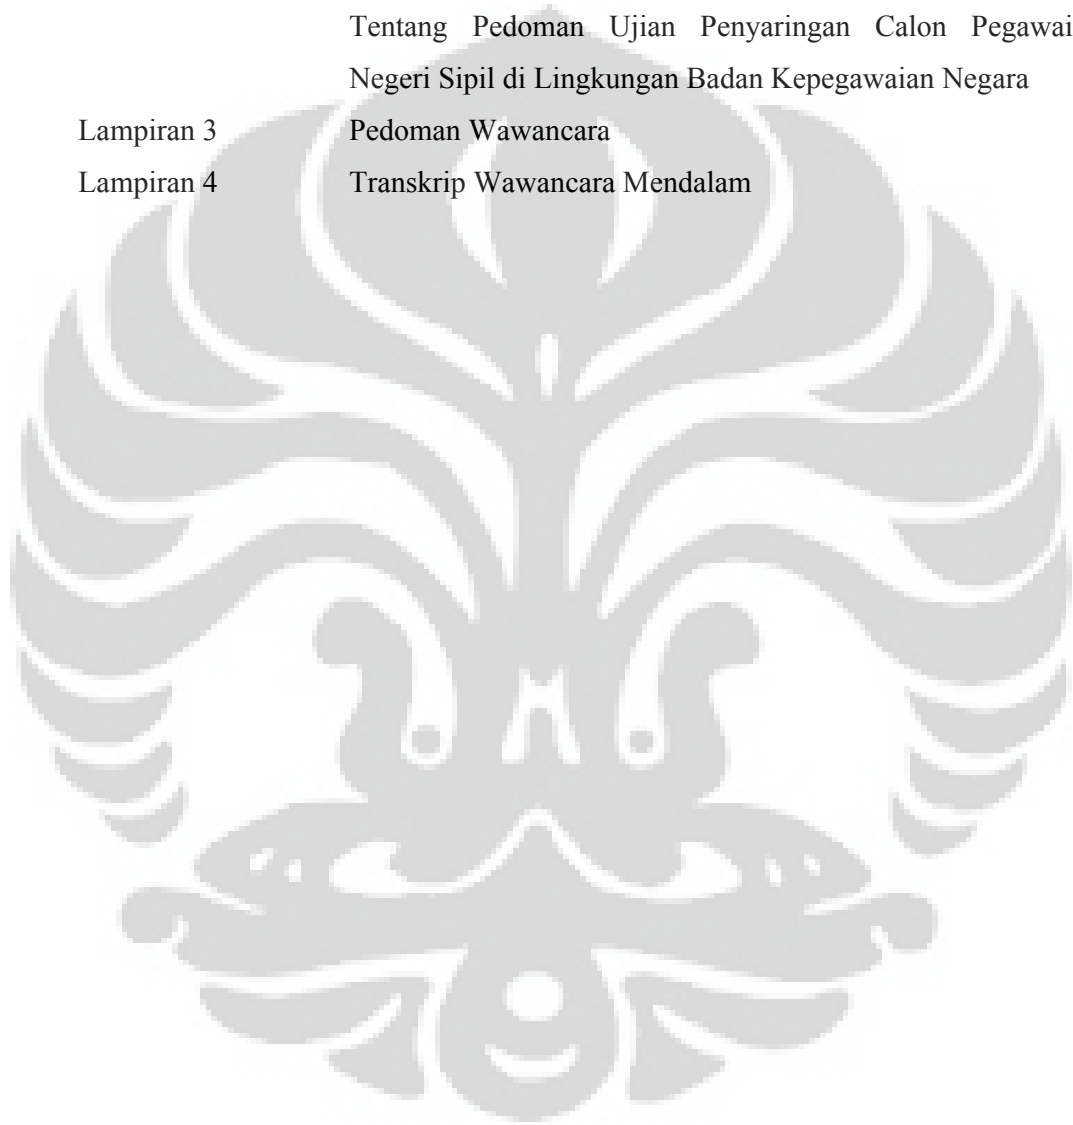 Tentang Pedoman Ujian Penyaringan Calon Pegawai
Negeri Sipil di Lingkungan Badan Kepegawaian Negara
Lampiran 3 Pedoman Wawancara
Lampiran 4 Transkrip Wawancara Mendalam